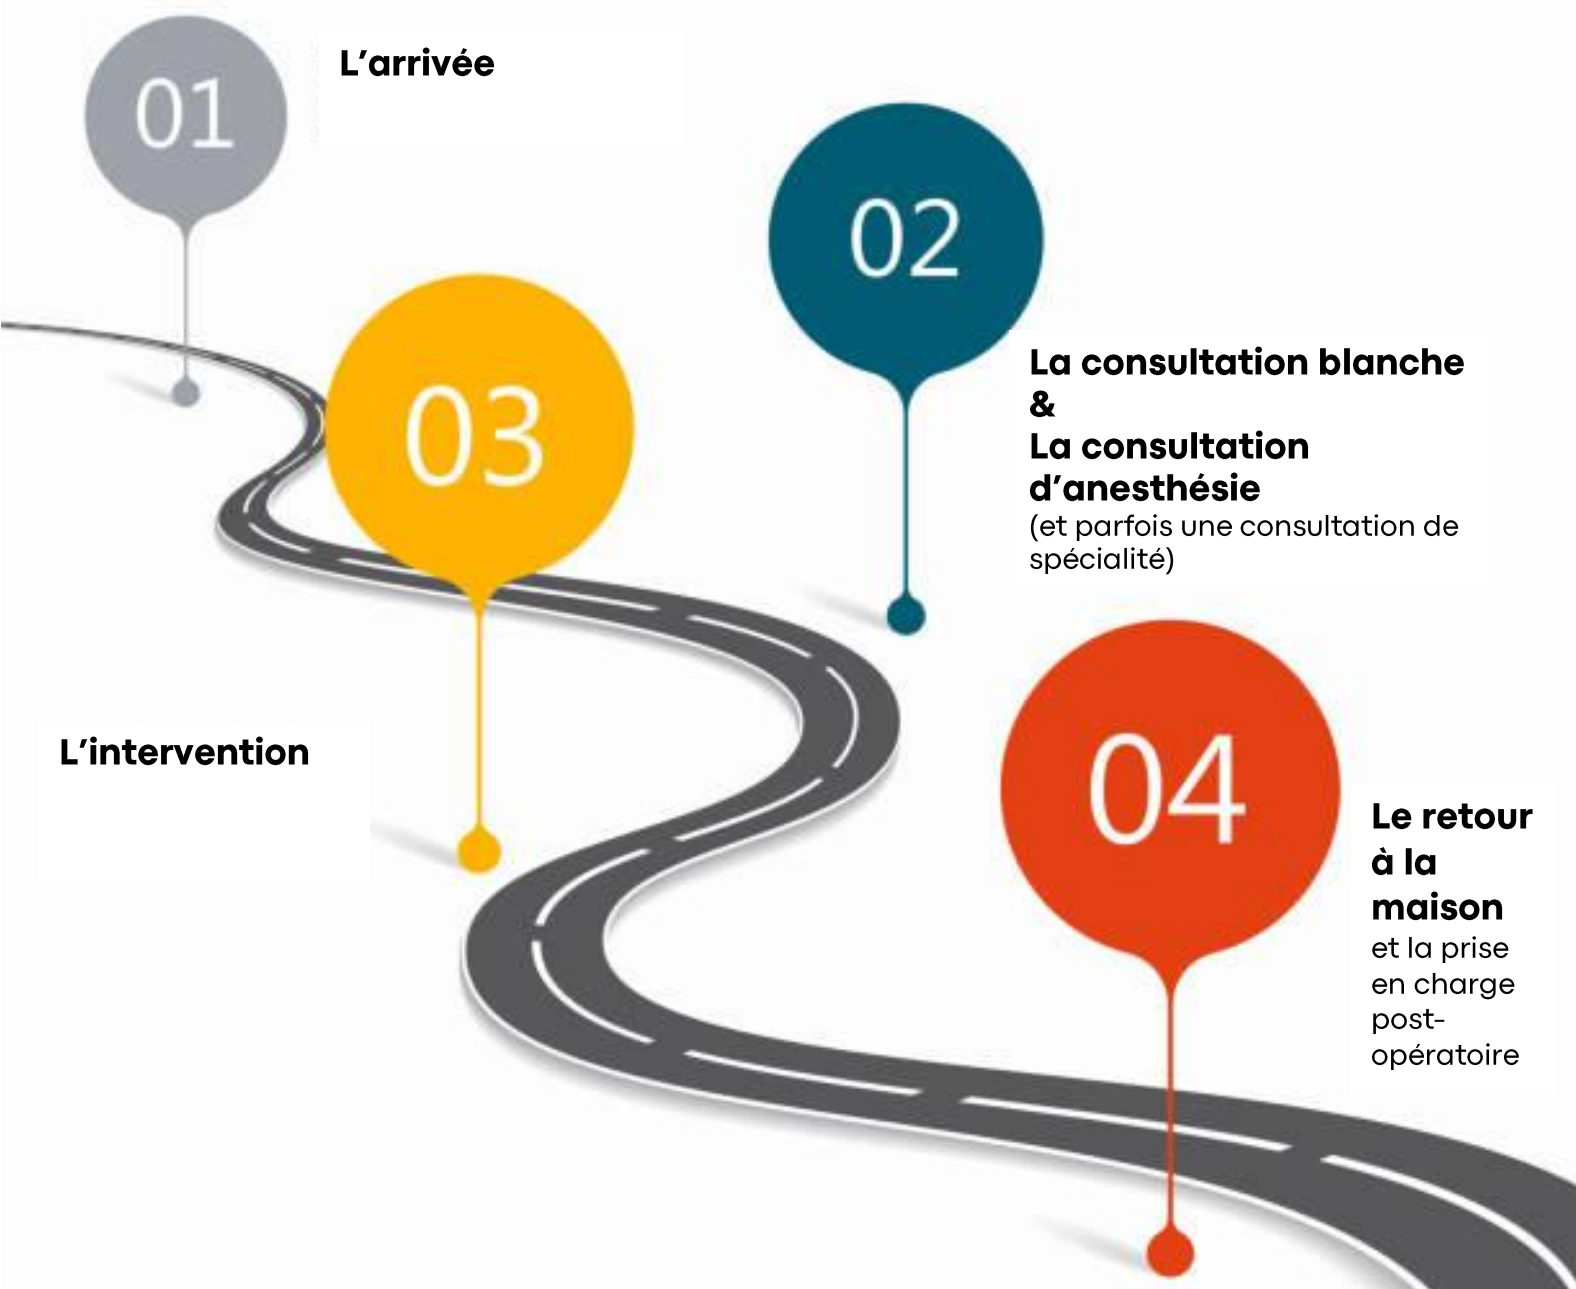 01
L’arrivée
02
La consultation blanche
&
La consultation
d’anesthésie
(et parfois une consultation de
spécialité)
03
L’intervention
04
Le retour
à la
maison
et la prise
en charge
post-
opératoire